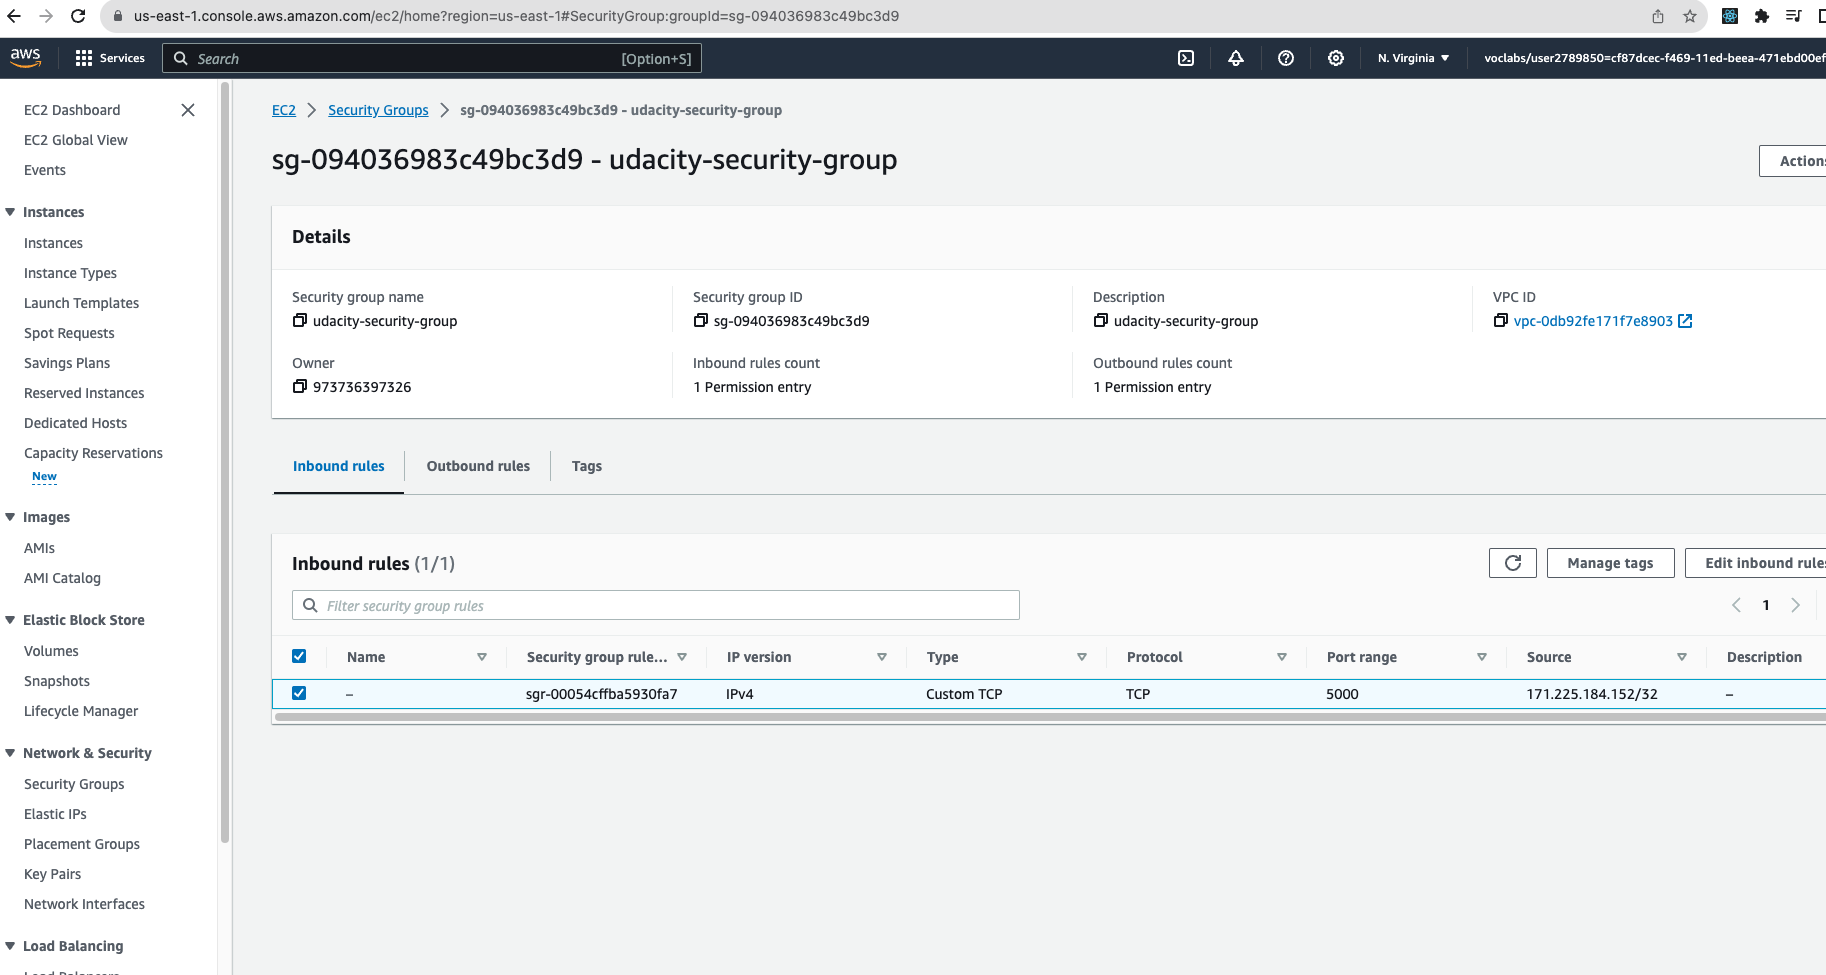 us-east-1.console.aws.amazon.com/ec2/home?region=us-east-1#SecurityGroup:groupId=sg-094036983c49bc3d9
aws Services Search [Option+S] N. Virginia voclabs/user2789850=cf87dcec-f469-11ed-beea-471ebd00ef
EC2 Dashboard
EC2 Global View
Events
Instances
Instances
Instance Types
Launch Templates
Spot Requests
Savings Plans
Reserved Instances
Dedicated Hosts
Capacity Reservations
New
Images
AMIs
AMI Catalog
Elastic Block Store
Volumes
Snapshots
Lifecycle Manager
Network & Security
Security Groups
Elastic IPs
Placement Groups
Key Pairs
Network Interfaces
Load Balancing
EC2 Security Groups sg-094036983c49bc3d9 - udacity-security-group
sg-094036983c49bc3d9 - udacity-security-group
Actions
Details
Security group name Security group ID Description VPC ID
udacity-security-group sg-094036983c49bc3d9 udacity-security-group vpc-0db92fe171f7e8903
Owner Inbound rules count Outbound rules count
973736397326 1 Permission entry 1 Permission entry
Inbound rules Outbound rules Tags
Inbound rules (1/1) Manage tags Edit inbound rules
Filter security group rules 1
Name Security group rule... IP version Type Protocol Port range Source Description
– sgr-00054cffba5930fa7 IPv4 Custom TCP TCP 5000 171.225.184.152/32 –